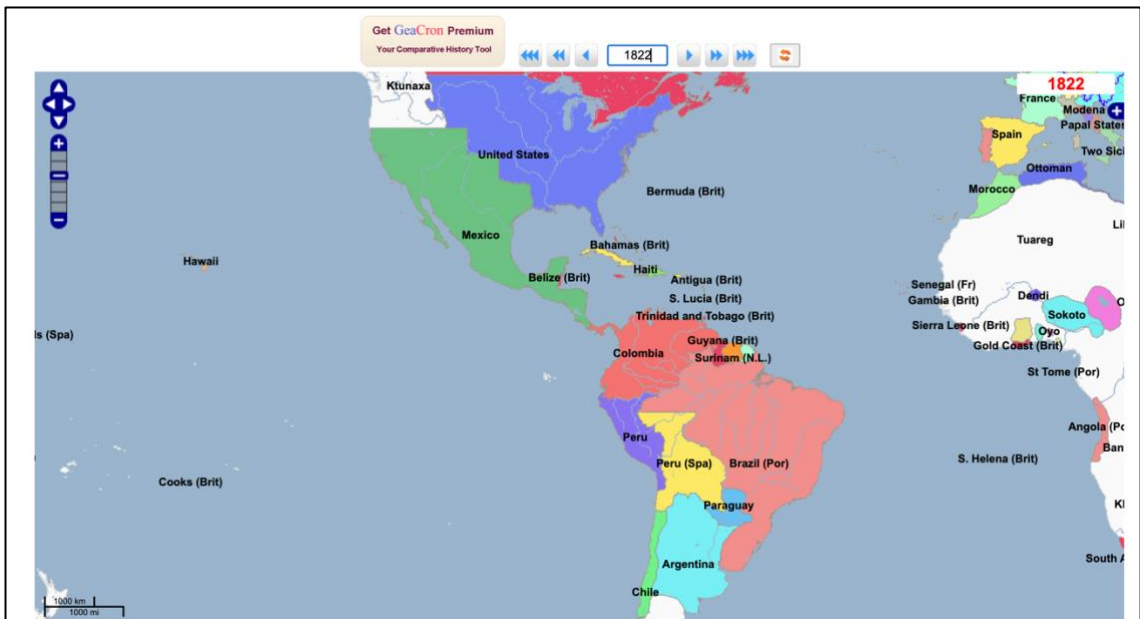 Get GeaCron Premium
Your Comparative History Tool
1822
1822
Ktunaxa
France
Modena
Papal States
Spain
United States
Two Sici
Ottoman
Bermuda (Brit)
Morocco
Mexico
Tuareg
Li
Bahamas (Brit)
Hawaii
Haiti
Belize (Brit)
Antigua (Brit)
Senegal (Fr)
Dendi
S. Lucia (Brit)
Gambia (Brit)
O
Sokoto
Trinidad and Tobago (Brit)
Sierra Leone (Brit)
Oyo
ls (Spa)
Guyana (Brit)
Gold Coast (Brit)
Colombia
Surinam (N.L.)
St Tome (Por)
Angola (Po
Peru
Ban
Peru (Spa)
Brazil (Por)
S. Helena (Brit)
Cooks (Brit)
Paraguay
Kl
South A
Argentina
Chile
1000 km
1000 mi